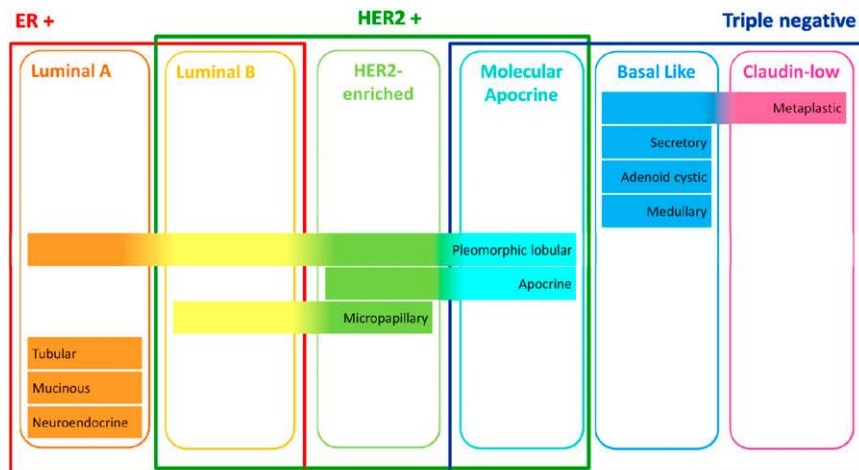 ER +
HER2 +
Triple negative
Luminal A
Luminal B
HER2-
enriched
Molecular
Apocrine
Basal Like
Claudin-low
Metaplastic
Secretory
Adenoid cystic
Medullary
Pleomorphic lobular
Apocrine
Micropapillary
Tubular
Mucinous
Neuroendocrine